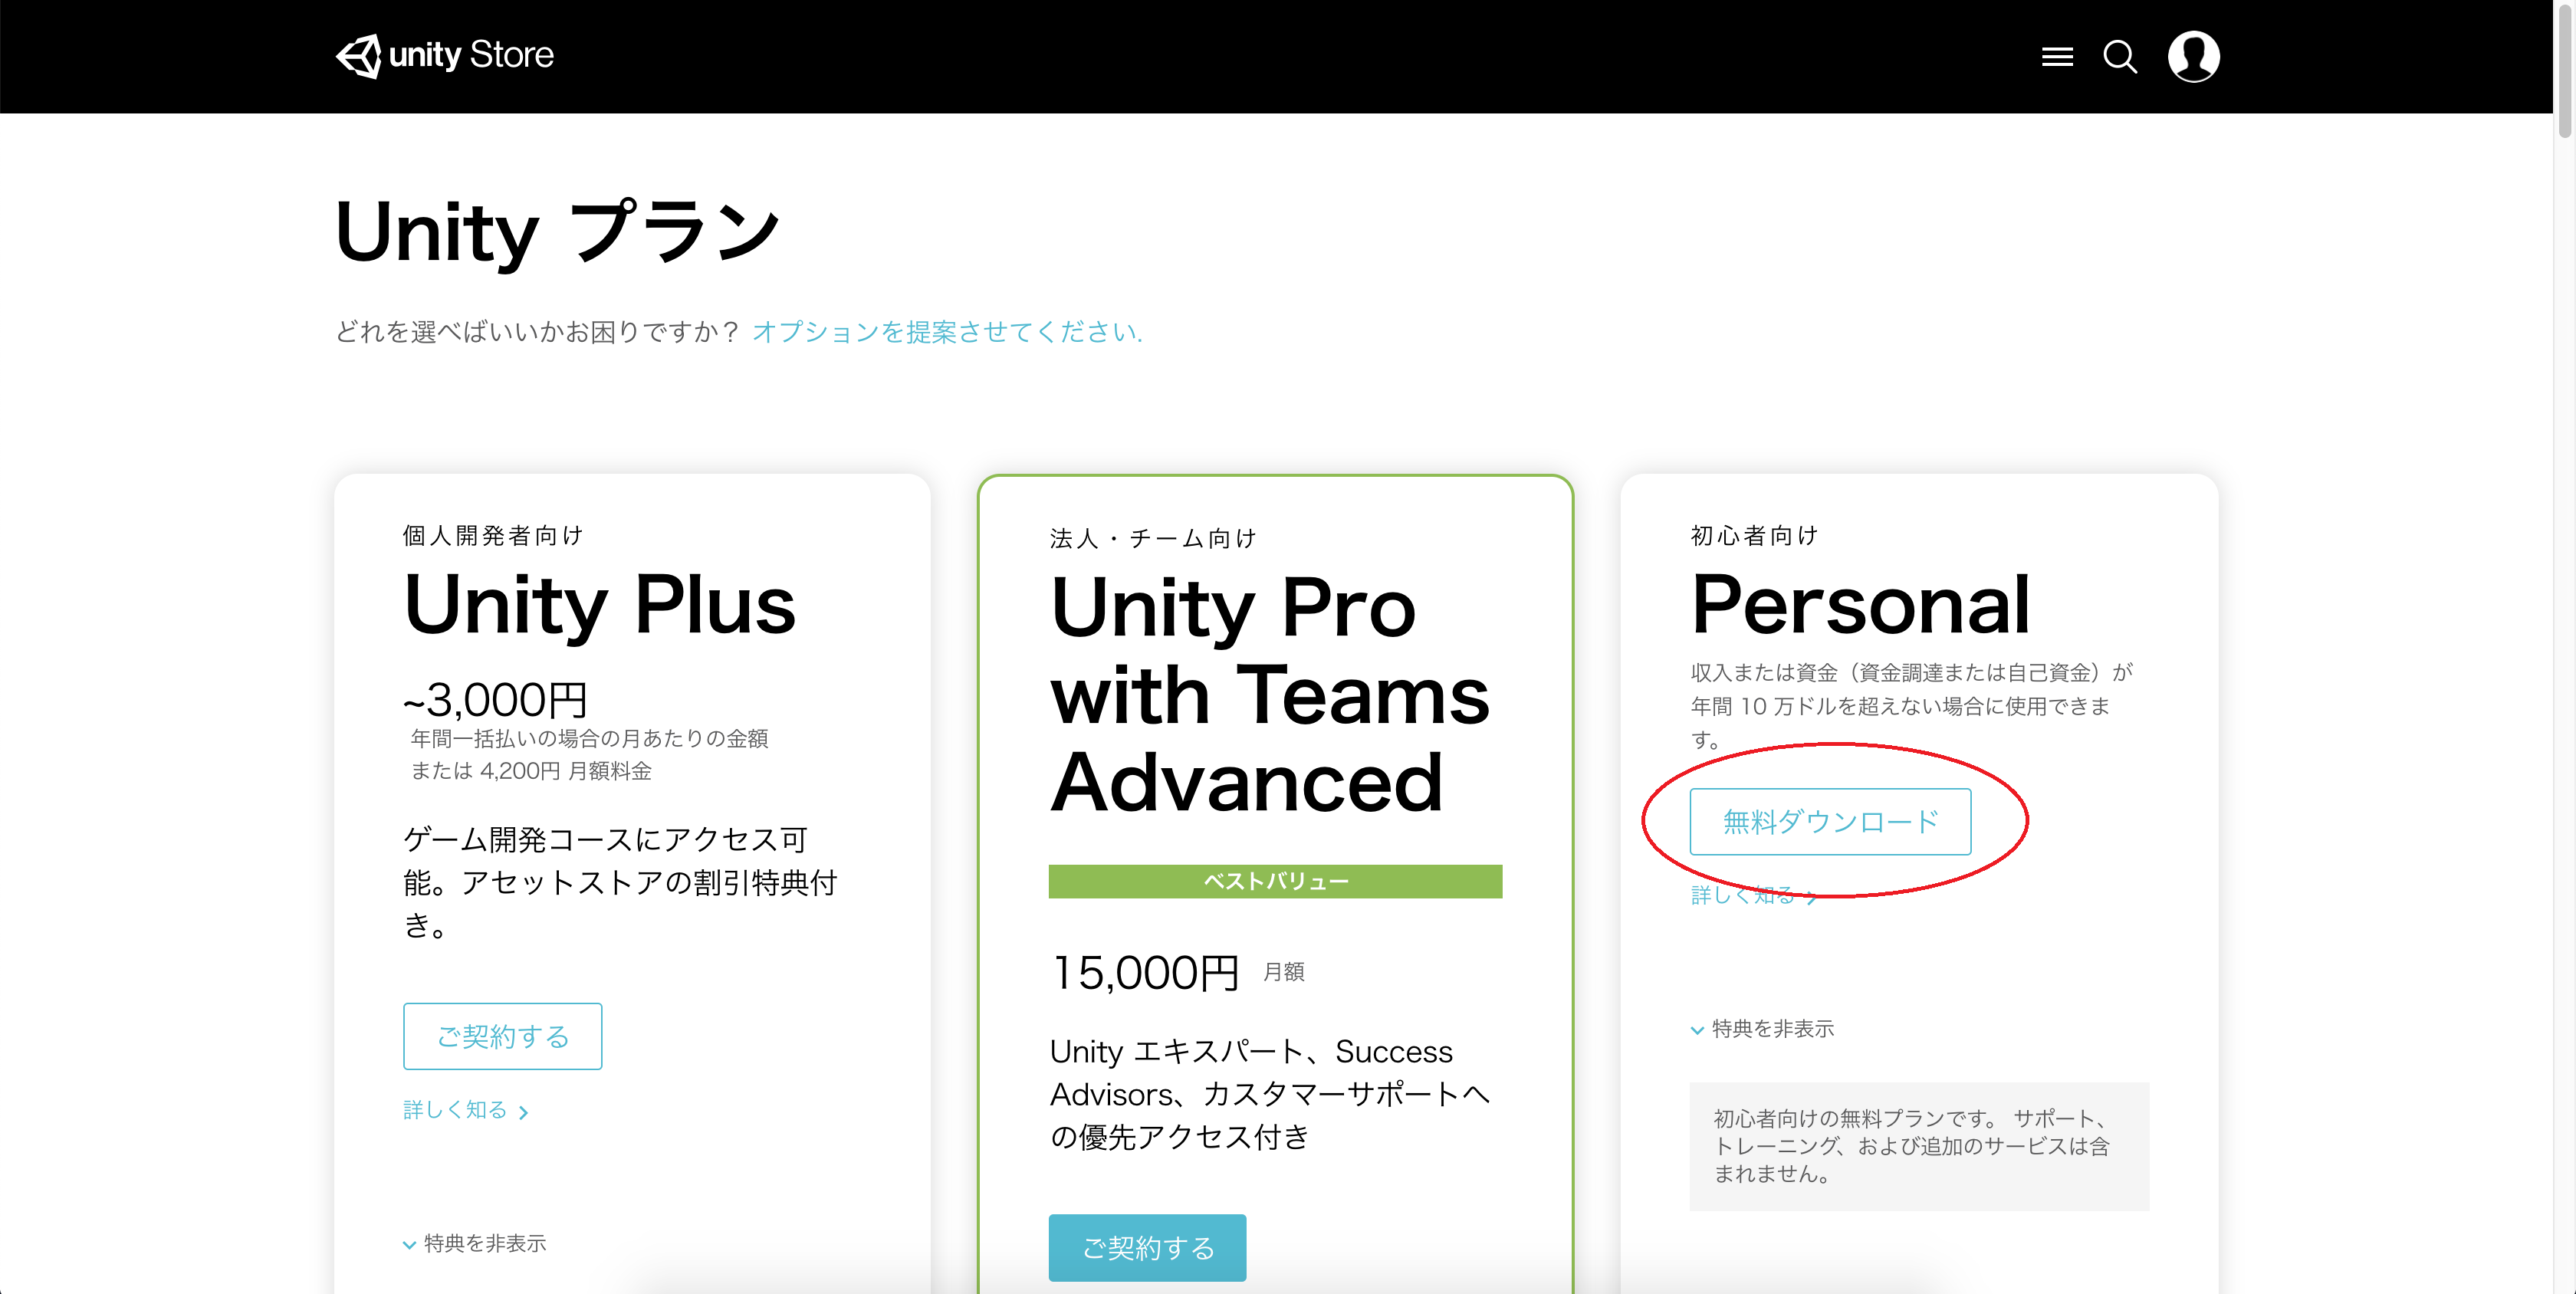 unity Store
Unity プラン
どれを選べばいいかお困りですか？ オプションを提案させてください.
個人開発者向け
Unity Plus
~3,000円
年間一括払いの場合の月あたりの金額
または 4,200円 月額料金
ゲーム開発コースにアクセス可
能。アセットストアの割引特典付
き。
ご契約する
詳しく知る
特典を非表示
法人・チーム向け
Unity Pro
with Teams
Advanced
ベストバリュー
15,000円 月額
Unity エキスパート、Success
Advisors、カスタマーサポートへ
の優先アクセス付き
ご契約する
初心者向け
Personal
収入または資金（資金調達または自己資金）が
年間 10 万ドルを超えない場合に使用できま
す。
無料ダウンロード
詳しく知る
特典を非表示
初心者向けの無料プランです。 サポート、
トレーニング、および追加のサービスは含
まれません。